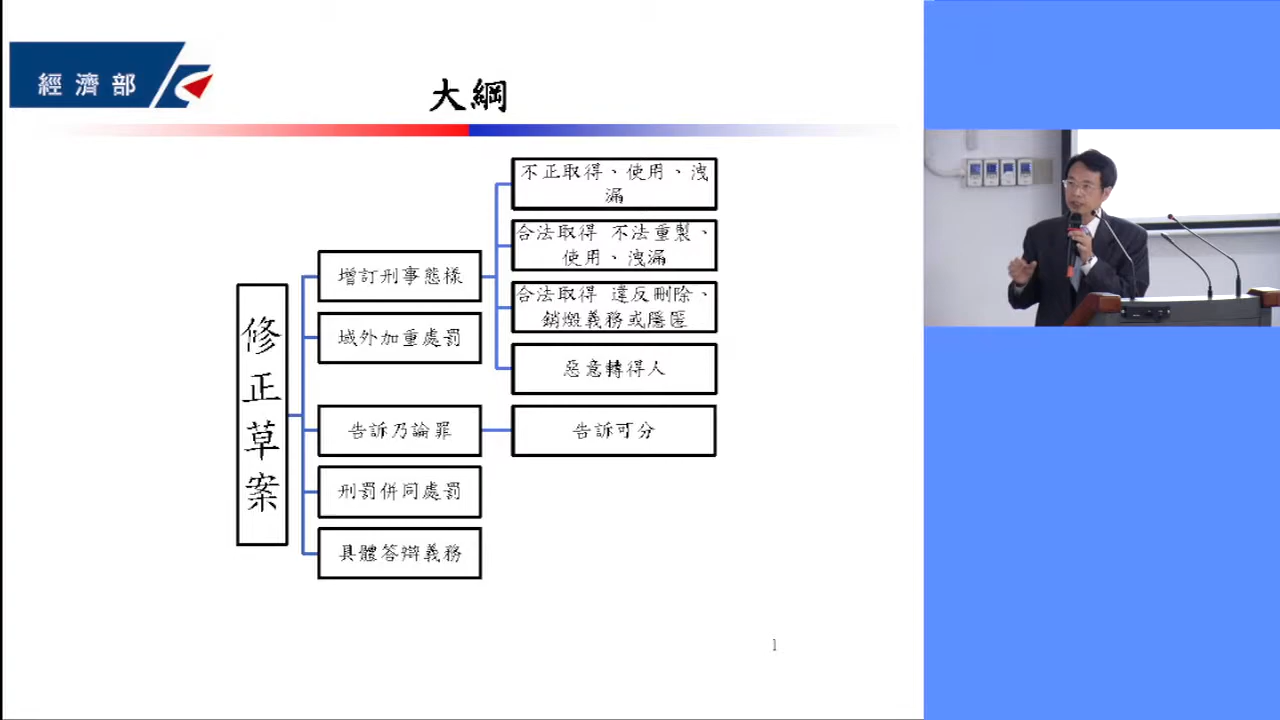 經濟部
大綱
修正草案
增訂刑事態樣
不正取得、使用、洩
漏
合法取得 不法重製、
使用、洩漏
合法取得 違反刪除、
銷燬義務或隱匿
惡意轉得人
域外加重處罰
告訴乃論罪
告訴可分
刑罰併同處罰
具體答辯義務
1